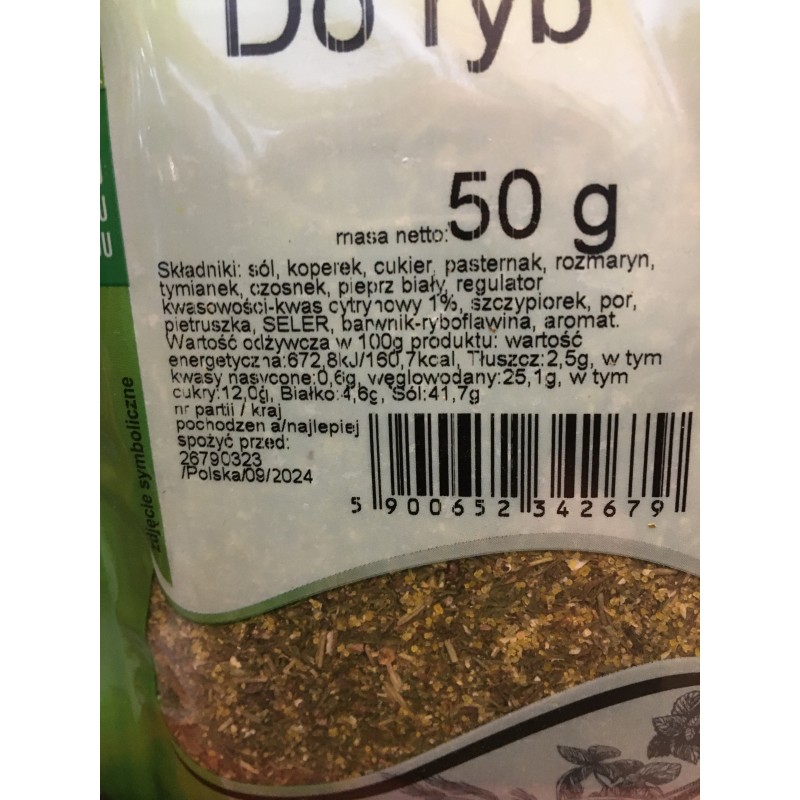 Do ryb
masa netto: 50 g
Składniki: sól, koperek, cukier, pasternak, rozmaryn,
tymianek, czosnek, pieprz biały, regulator
kwasowości-kwas cytrynowy 1%, szczypiorek, por,
pietruszka, SELER, barwnik-ryboflawina, aromat.
Wartość odżywcza w 100g produktu: wartość
energetyczna:672,8kJ/160,7kcal, Tłuszcz:2,5g, w tym
kwasy nasycone:0,6g, węglowodany:25,1g, w tym
cukry:12,0g, Białko:4,6g, Sól:41,7g
nr partii / kraj
pochodzenia/najlepiej
spożyć przed:
26790323
/Polska/09/2024
5 900652 342679
zdjęcie symboliczne